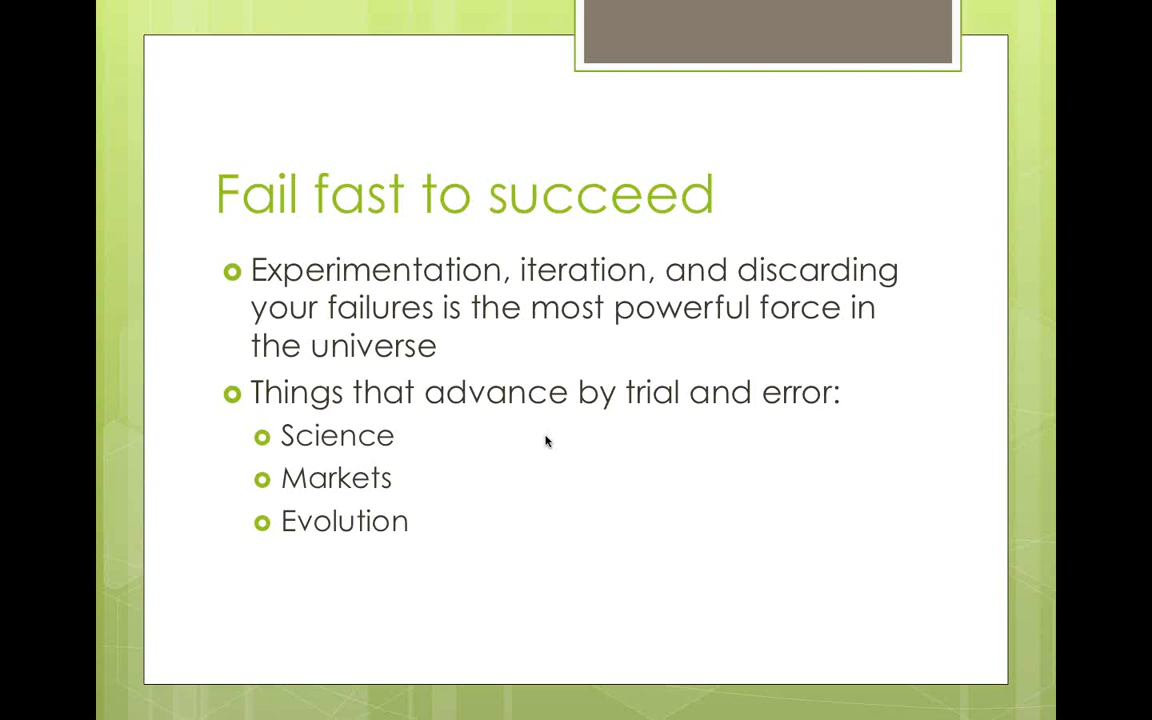 Fail fast to succeed
Experimentation, iteration, and discarding
your failures is the most powerful force in
the universe
Things that advance by trial and error:
Science
Markets
Evolution